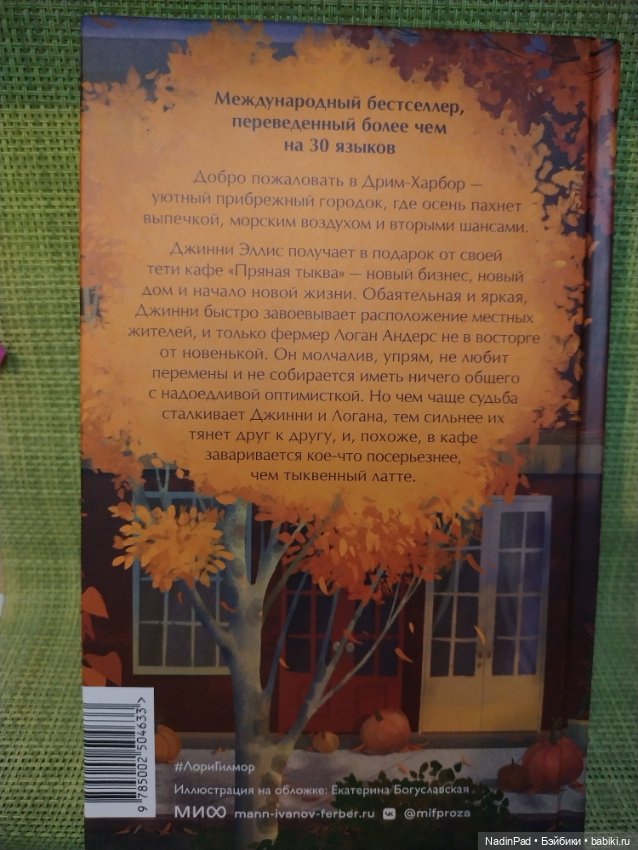 Международный бестселлер,
переведенный более чем
на 30 языков
Добро пожаловать в Дрим-Харбор —
уютный прибрежный городок, где осень пахнет
выпечкой, морским воздухом и вторыми шансами.
Джинни Эллис получает в подарок от своей
тети кафе «Пряная тыква» — новый бизнес, новый
дом и начало новой жизни. Обаятельная и яркая,
Джинни быстро завоевывает расположение местных
жителей, и только фермер Логан Андерс не в восторге
от новенькой. Он молчалив, упрям, не любит
перемены и не собирается иметь ничего общего
с надоедливой оптимисткой. Но чем чаще судьба
сталкивает Джинни и Логана, тем сильнее их
тянет друг к другу, и, похоже, в кафе
заваривается кое-что посерьезнее,
чем тыквенный латте.
9 785002 504633 >
#ЛориГилмор
Иллюстрация на обложке: Екатерина Богуславская
МИФ mann-ivanov-ferber.ru @mifproza
NadinPad • Бэйбики • babiki.ru